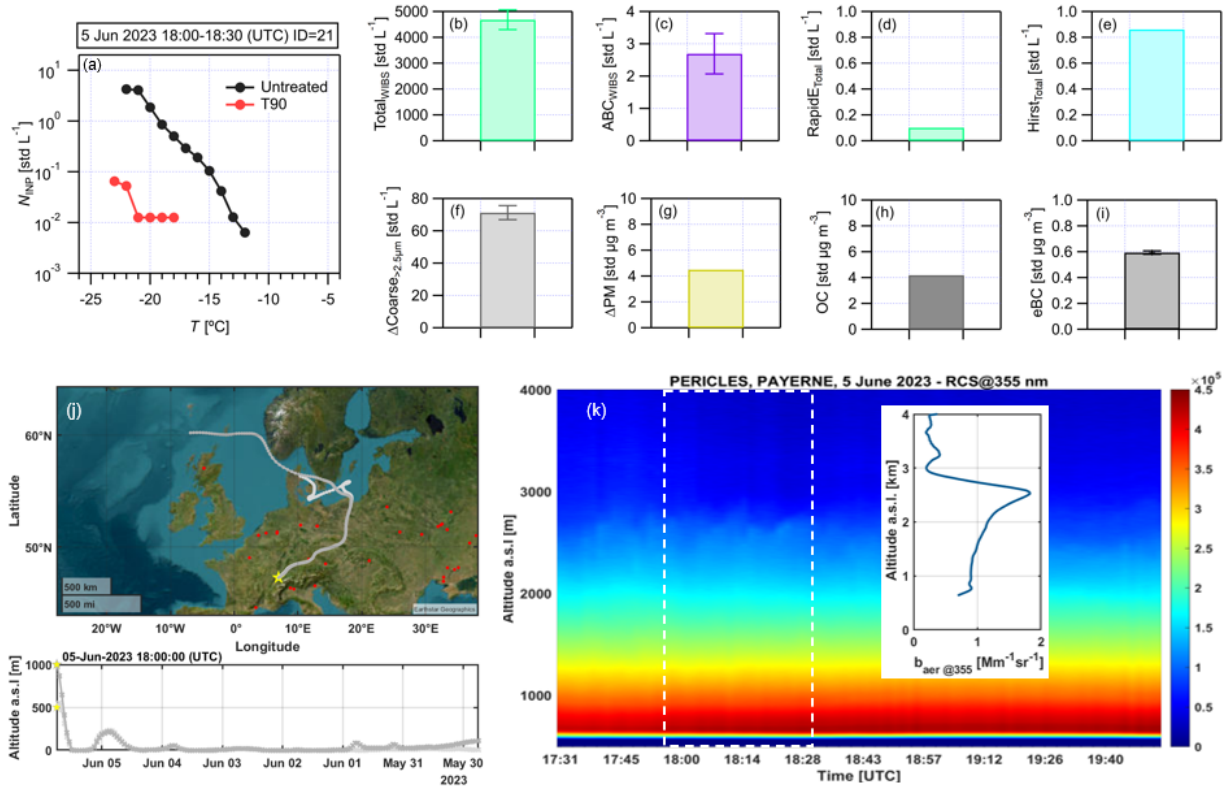 5 Jun 2023 18:00-18:30 (UTC) ID=21
(a)
Untreated
T90
N_INP [std L⁻¹]
10¹
10⁰
10⁻¹
10⁻²
10⁻³
-25 -20 -15 -10 -5
T [ºC]
(b)
Total_WIBS [std L⁻¹]
5000
4000
3000
2000
1000
0
(c)
ABC_WIBS [std L⁻¹]
4
3
2
1
0
(d)
RapidE_Total [std L⁻¹]
1.0
0.8
0.6
0.4
0.2
0.0
(e)
Hirst_Total [std L⁻¹]
1.0
0.8
0.6
0.4
0.2
0.0
(f)
ΔCoarse_>2.5µm [std L⁻¹]
80
60
40
20
0
(g)
ΔPM [std µg m⁻³]
10
8
6
4
2
0
(h)
OC [std µg m⁻³]
10
8
6
4
2
0
(i)
eBC [std µg m⁻³]
1.0
0.8
0.6
0.4
0.2
0.0
(j)
Latitude
60°N
50°N
500 km
500 mi
Earthstar Geographics
20°W 10°W 0° 10°E 20°E 30°E
Longitude
05-Jun-2023 18:00:00 (UTC)
Altitude a.s.l [m]
1000
500
0
Jun 05 Jun 04 Jun 03 Jun 02 Jun 01 May 31 May 30
2023
PERICLES, PAYERNE, 5 June 2023 - RCS@355 nm
(k)
Altitude a.s.l [m]
4000
3000
2000
1000
17:31 17:45 18:00 18:14 18:28 18:43 18:57 19:12 19:26 19:40
Time [UTC]
Altitude a.s.l. [km]
4
3
2
1
0
0 1 2
b_aer @355 [Mm⁻¹sr⁻¹]
×10⁵
4.5
4
3.5
3
2.5
2
1.5
1
0.5
0